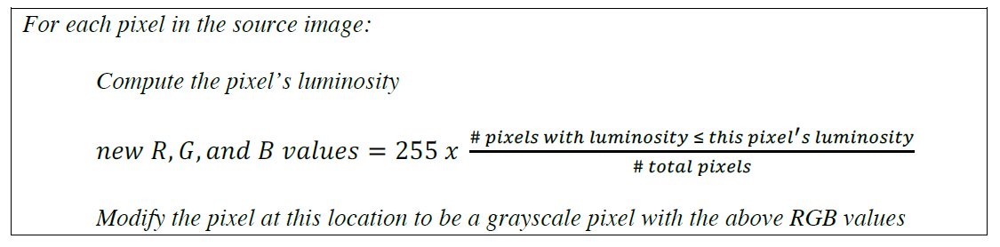 For each pixel in the source image:
Compute the pixel’s luminosity
new R, G, and B values = 255 x # pixels with luminosity ≤ this pixel's luminosity / # total pixels
Modify the pixel at this location to be a grayscale pixel with the above RGB values